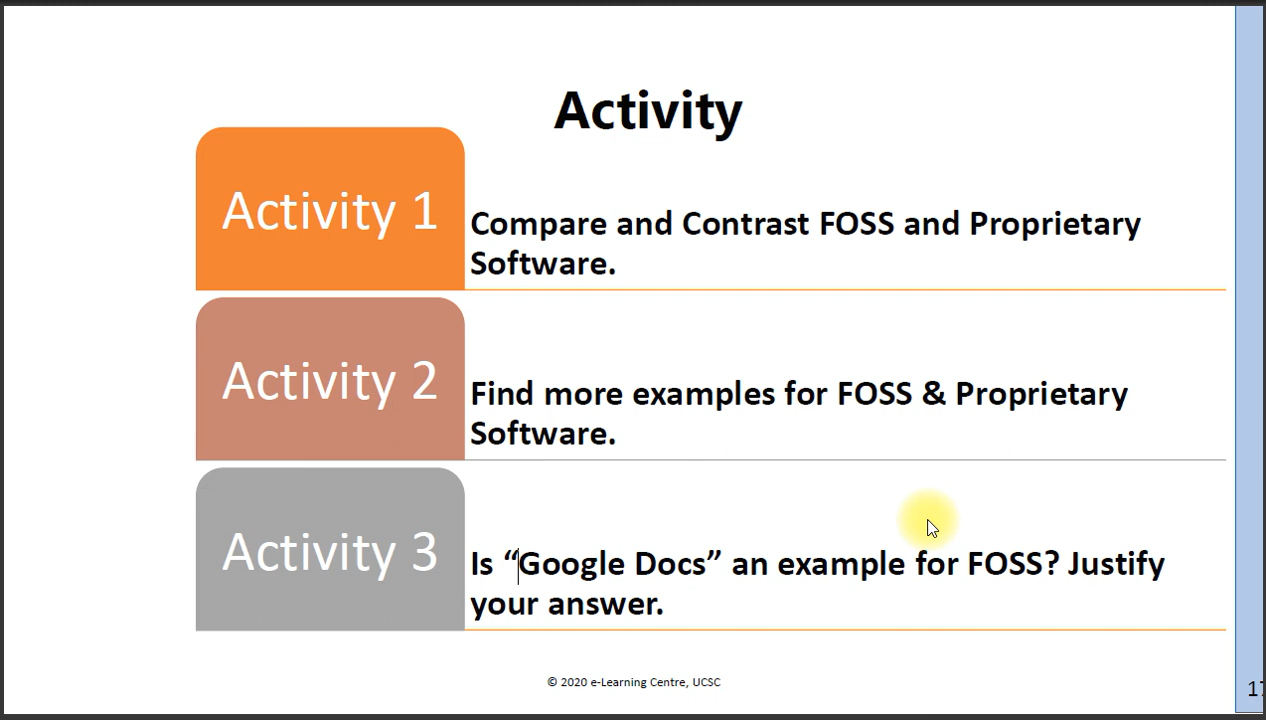 Activity
Activity 1
Compare and Contrast FOSS and Proprietary
Software.
Activity 2
Find more examples for FOSS & Proprietary
Software.
Activity 3
Is “Google Docs” an example for FOSS? Justify
your answer.
© 2020 e-Learning Centre, UCSC
17